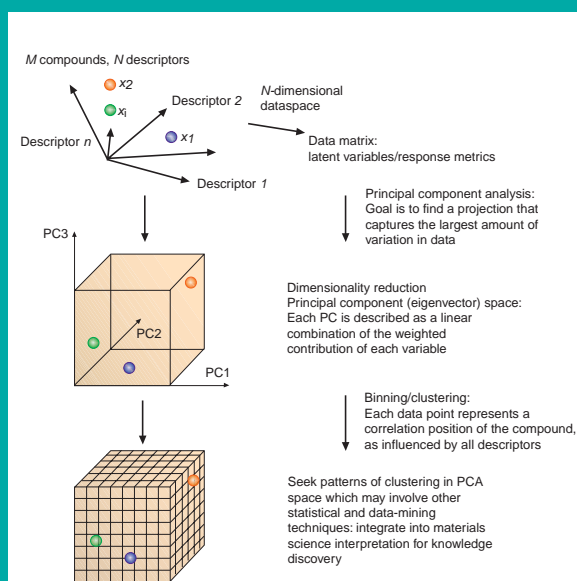 M compounds, N descriptors
x2
xi
Descriptor 2
x1
Descriptor n
Descriptor 1
N-dimensional
dataspace
Data matrix:
latent variables/response metrics
Principal component analysis:
Goal is to find a projection that
captures the largest amount of
variation in data
PC3
PC2
PC1
Dimensionality reduction
Principal component (eigenvector) space:
Each PC is described as a linear
combination of the weighted
contribution of each variable
Binning/clustering:
Each data point represents a
correlation position of the compound,
as influenced by all descriptors
Seek patterns of clustering in PCA
space which may involve other
statistical and data-mining
techniques: integrate into materials
science interpretation for knowledge
discovery